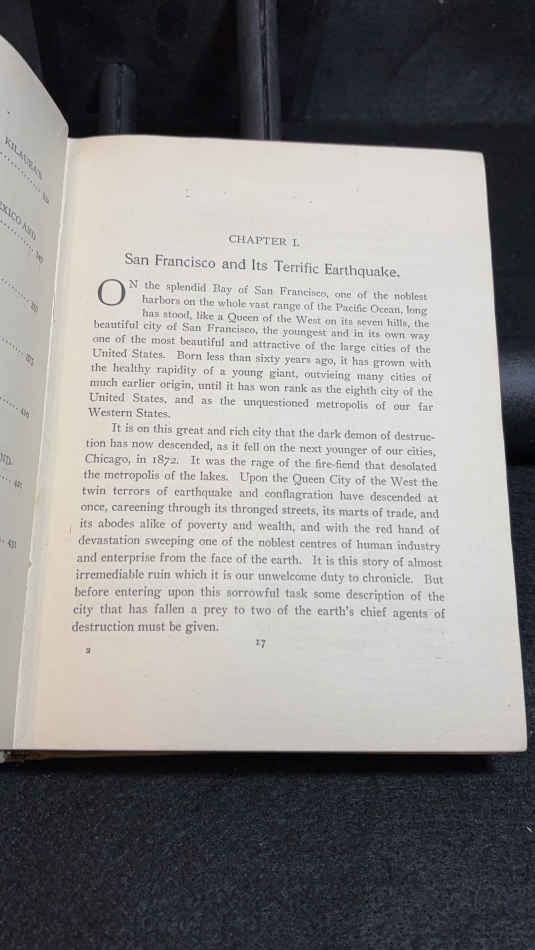 KILAUEA'S
MEXICO AND
431
CHAPTER I.
San Francisco and Its Terrific Earthquake.
ON the splendid Bay of San Francisco, one of the noblest
harbors on the whole vast range of the Pacific Ocean, long
has stood, like a Queen of the West on its seven hills, the
beautiful city of San Francisco, the youngest and in its own way
one of the most beautiful and attractive of the large cities of the
United States. Born less than sixty years ago, it has grown with
the healthy rapidity of a young giant, outvieing many cities of
much earlier origin, until it has won rank as the eighth city of the
United States, and as the unquestioned metropolis of our far
Western States.
It is on this great and rich city that the dark demon of destruc-
tion has now descended, as it fell on the next younger of our cities,
Chicago, in 1872. It was the rage of the fire-fiend that desolated
the metropolis of the lakes. Upon the Queen City of the West the
twin terrors of earthquake and conflagration have descended at
once, careening through its thronged streets, its marts of trade, and
its abodes alike of poverty and wealth, and with the red hand of
devastation sweeping one of the noblest centres of human industry
and enterprise from the face of the earth. It is this story of almost
irremediable ruin which it is our unwelcome duty to chronicle. But
before entering upon this sorrowful task some description of the
city that has fallen a prey to two of the earth's chief agents of
destruction must be given.
2
17